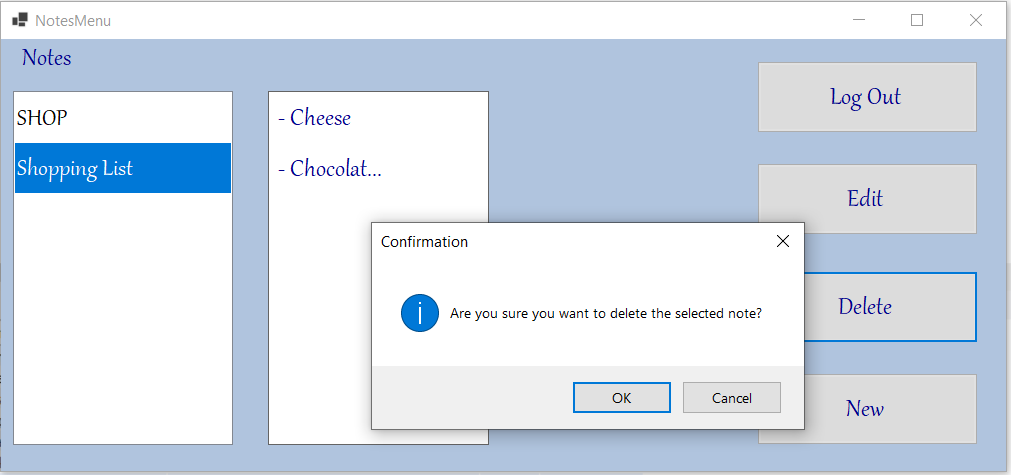 NotesMenu
Notes
SHOP
Shopping List
- Cheese
- Chocolat...
Log Out
Edit
Delete
New
Confirmation
Are you sure you want to delete the selected note?
OK
Cancel